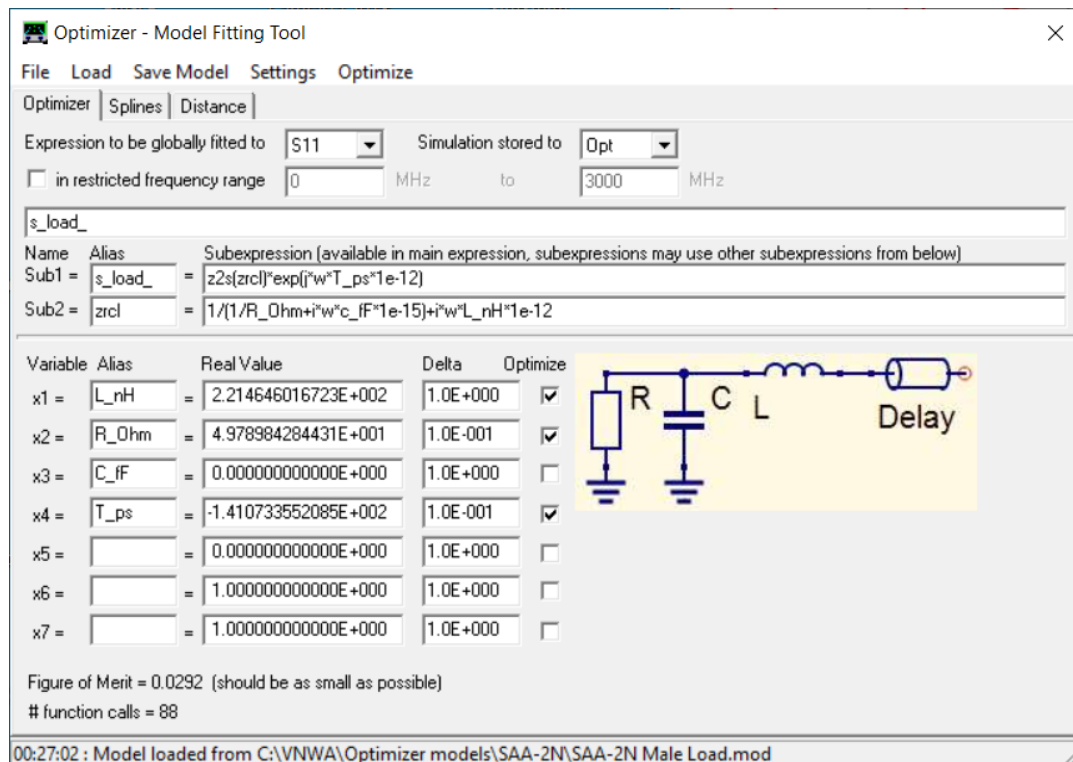 Optimizer - Model Fitting Tool
File Load Save Model Settings Optimize
Optimizer Splines Distance
Expression to be globally fitted to S11 Simulation stored to Opt
in restricted frequency range 0 MHz to 3000 MHz
s_load_
Name Alias Subexpression (available in main expression, subexpressions may use other subexpressions from below)
Sub1 = s_load_ = z2s(zrcl)*exp(j*w*T_ps*1e-12)
Sub2 = zrcl = 1/(1/R_Ohm+i*w*c_fF*1e-15)+i*w*L_nH*1e-12
Variable Alias Real Value Delta Optimize
x1 = L_nH = 2.214646016723E+002 1.0E+000
x2 = R_Ohm = 4.978984284431E+001 1.0E-001
x3 = C_fF = 0.000000000000E+000 1.0E+000
x4 = T_ps = -1.410733552085E+002 1.0E-001
x5 = = 0.000000000000E+000 1.0E+000
x6 = = 1.000000000000E+000 1.0E+000
x7 = = 1.000000000000E+000 1.0E+000
R C L Delay
Figure of Merit = 0.0292 (should be as small as possible)
# function calls = 88
00:27:02 : Model loaded from C:\VNWA\Optimizer models\SAA-2N\SAA-2N Male Load.mod